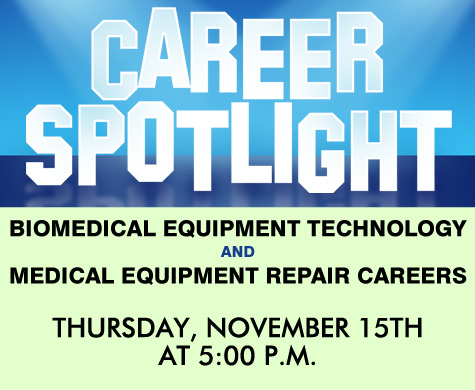 CAREER
SPOTLIGHT
BIOMEDICAL EQUIPMENT TECHNOLOGY
AND
MEDICAL EQUIPMENT REPAIR CAREERS
THURSDAY, NOVEMBER 15TH
AT 5:00 P.M.